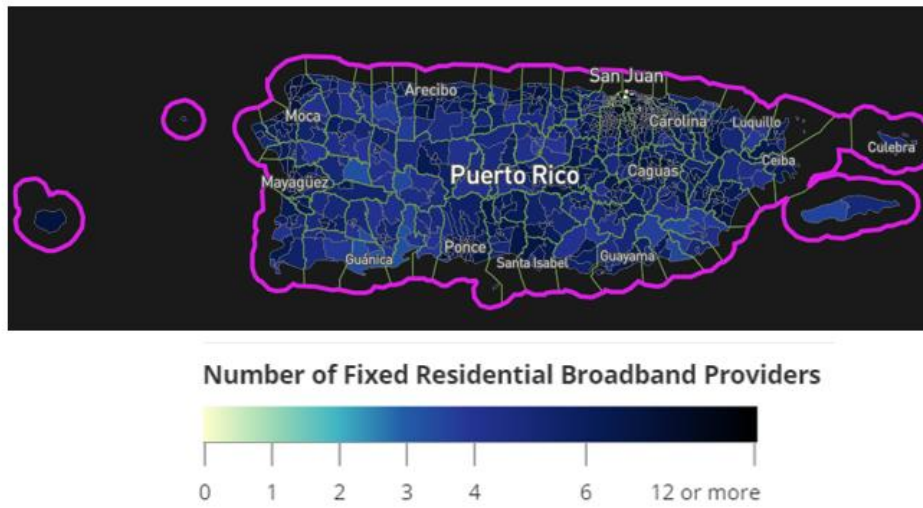 San Juan
Arecibo
Moca
Carolina
Luquillo
Culebra
Ceiba
Mayagüez
Puerto Rico
Caguas
Ponce
Guánica
Santa Isabel
Guayama
Number of Fixed Residential Broadband Providers
0 1 2 3 4 6 12 or more